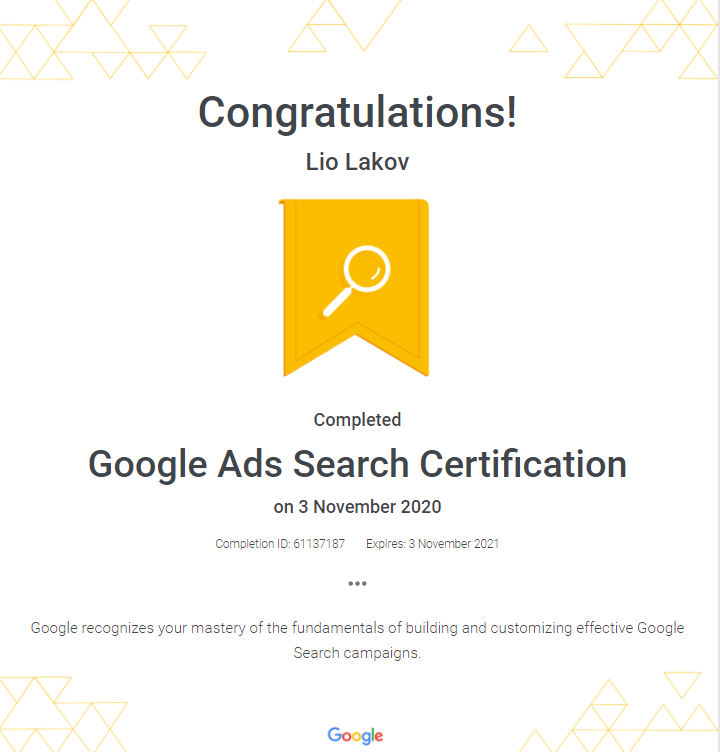 Congratulations!
Lio Lakov
Completed
Google Ads Search Certification
on 3 November 2020
Completion ID: 61137187 Expires: 3 November 2021
•••
Google recognizes your mastery of the fundamentals of building and customizing effective Google
Search campaigns.
Google